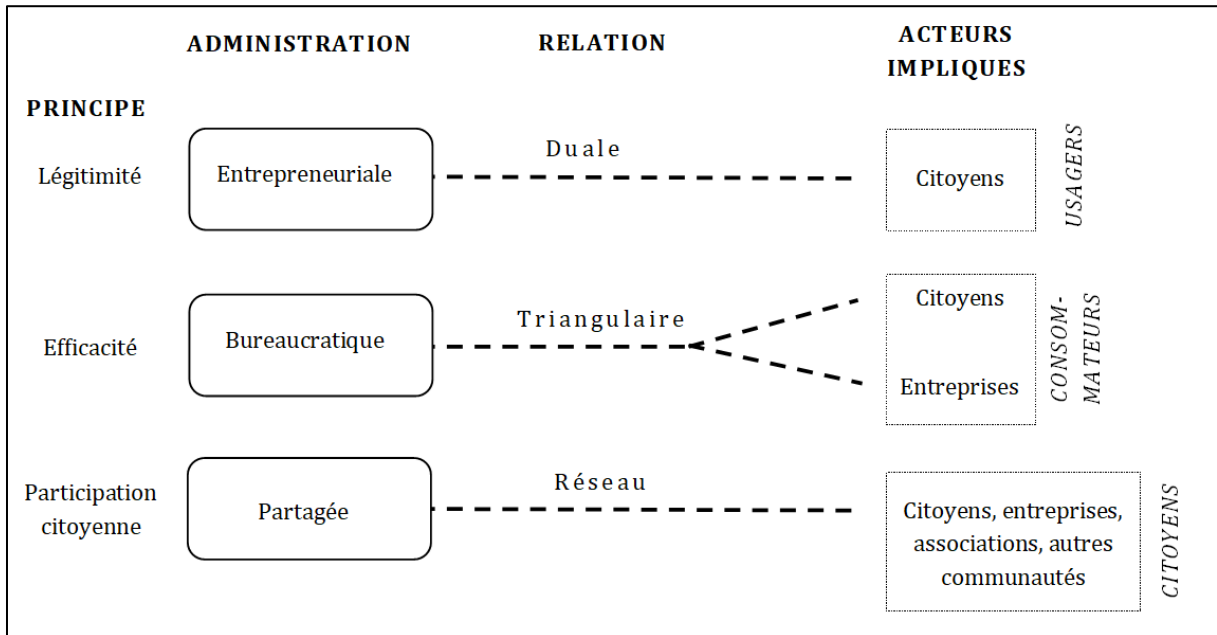 ADMINISTRATION
RELATION
ACTEURS
IMPLIQUES
PRINCIPE
Légitimité
Entrepreneuriale
Duale
Citoyens
USAGERS
Efficacité
Bureaucratique
Triangulaire
Citoyens
Entreprises
CONSOM-
MATEURS
Participation
citoyenne
Partagée
Réseau
Citoyens, entreprises,
associations, autres
communautés
CITOYENS